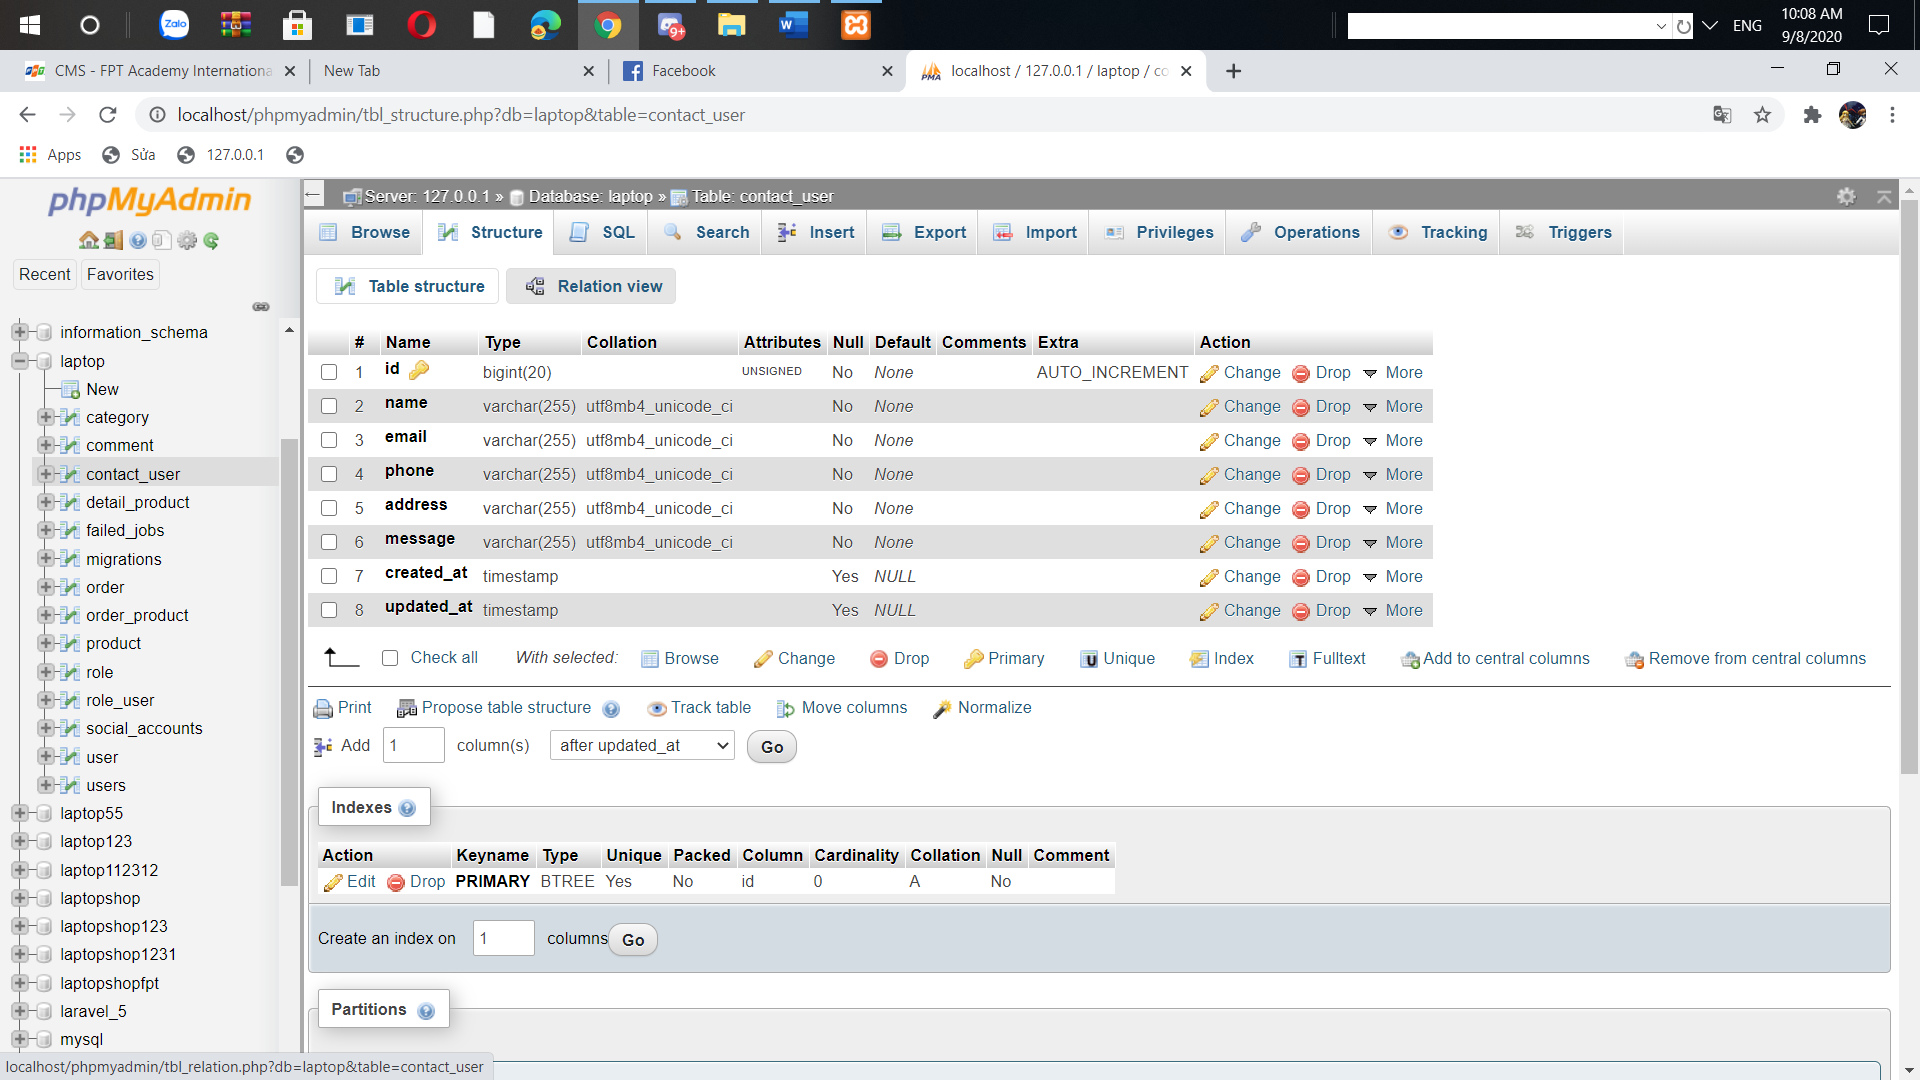 Zalo
9+
ENG
10:08 AM
9/8/2020
CMS - FPT Academy Internationa
New Tab
Facebook
localhost / 127.0.0.1 / laptop / co
localhost/phpmyadmin/tbl_structure.php?db=laptop&table=contact_user
Apps
Sửa
127.0.0.1
phpMyAdmin
Recent
Favorites
information_schema
laptop
New
category
comment
contact_user
detail_product
failed_jobs
migrations
order
order_product
product
role
role_user
social_accounts
user
users
laptop55
laptop123
laptop112312
laptopshop
laptopshop123
laptopshop1231
laptopshopfpt
laravel_5
mysql
Server: 127.0.0.1 » Database: laptop » Table: contact_user
Browse Structure SQL Search Insert Export Import Privileges Operations Tracking Triggers
Table structure Relation view
# Name Type Collation Attributes Null Default Comments Extra Action
1 id bigint(20) UNSIGNED No None AUTO_INCREMENT Change Drop More
2 name varchar(255) utf8mb4_unicode_ci No None Change Drop More
3 email varchar(255) utf8mb4_unicode_ci No None Change Drop More
4 phone varchar(255) utf8mb4_unicode_ci No None Change Drop More
5 address varchar(255) utf8mb4_unicode_ci No None Change Drop More
6 message varchar(255) utf8mb4_unicode_ci No None Change Drop More
7 created_at timestamp Yes NULL Change Drop More
8 updated_at timestamp Yes NULL Change Drop More
Check all With selected: Browse Change Drop Primary Unique Index Fulltext Add to central columns Remove from central columns
Print Propose table structure Track table Move columns Normalize
Add 1 column(s) after updated_at Go
Indexes
Action Keyname Type Unique Packed Column Cardinality Collation Null Comment
Edit Drop PRIMARY BTREE Yes No id 0 A No
Create an index on 1 columns Go
Partitions
localhost/phpmyadmin/tbl_relation.php?db=laptop&table=contact_user